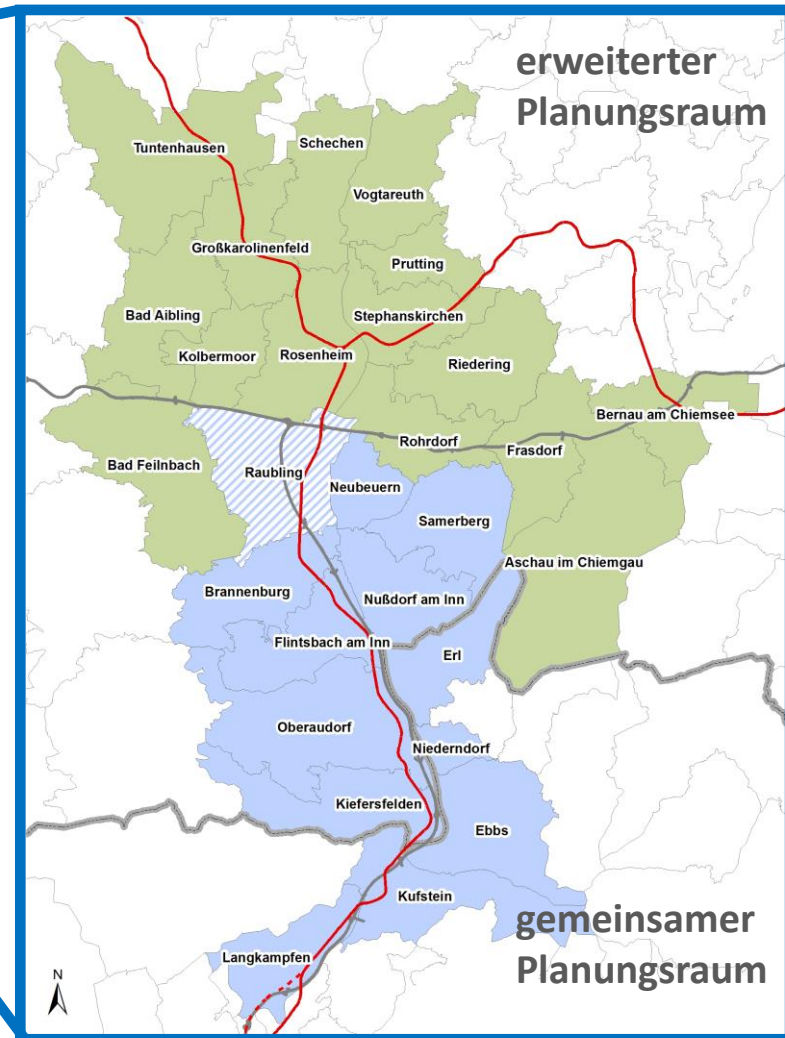 erweiterter
Planungsraum
Tuntenhausen
Schechen
Vogtareuth
Großkarolinenfeld
Prutting
Bad Aibling
Stephanskirchen
Kolbermoor
Rosenheim
Riedering
Bernau am Chiemsee
Bad Feilnbach
Rohrdorf
Frasdorf
Raubling
Neubeuern
Samerberg
Aschau im Chiemgau
Brannenburg
Nußdorf am Inn
Flintsbach am Inn
Erl
Oberaudorf
Niederndorf
Kiefersfelden
Ebbs
Kufstein
gemeinsamer
Planungsraum
Langkampfen
N